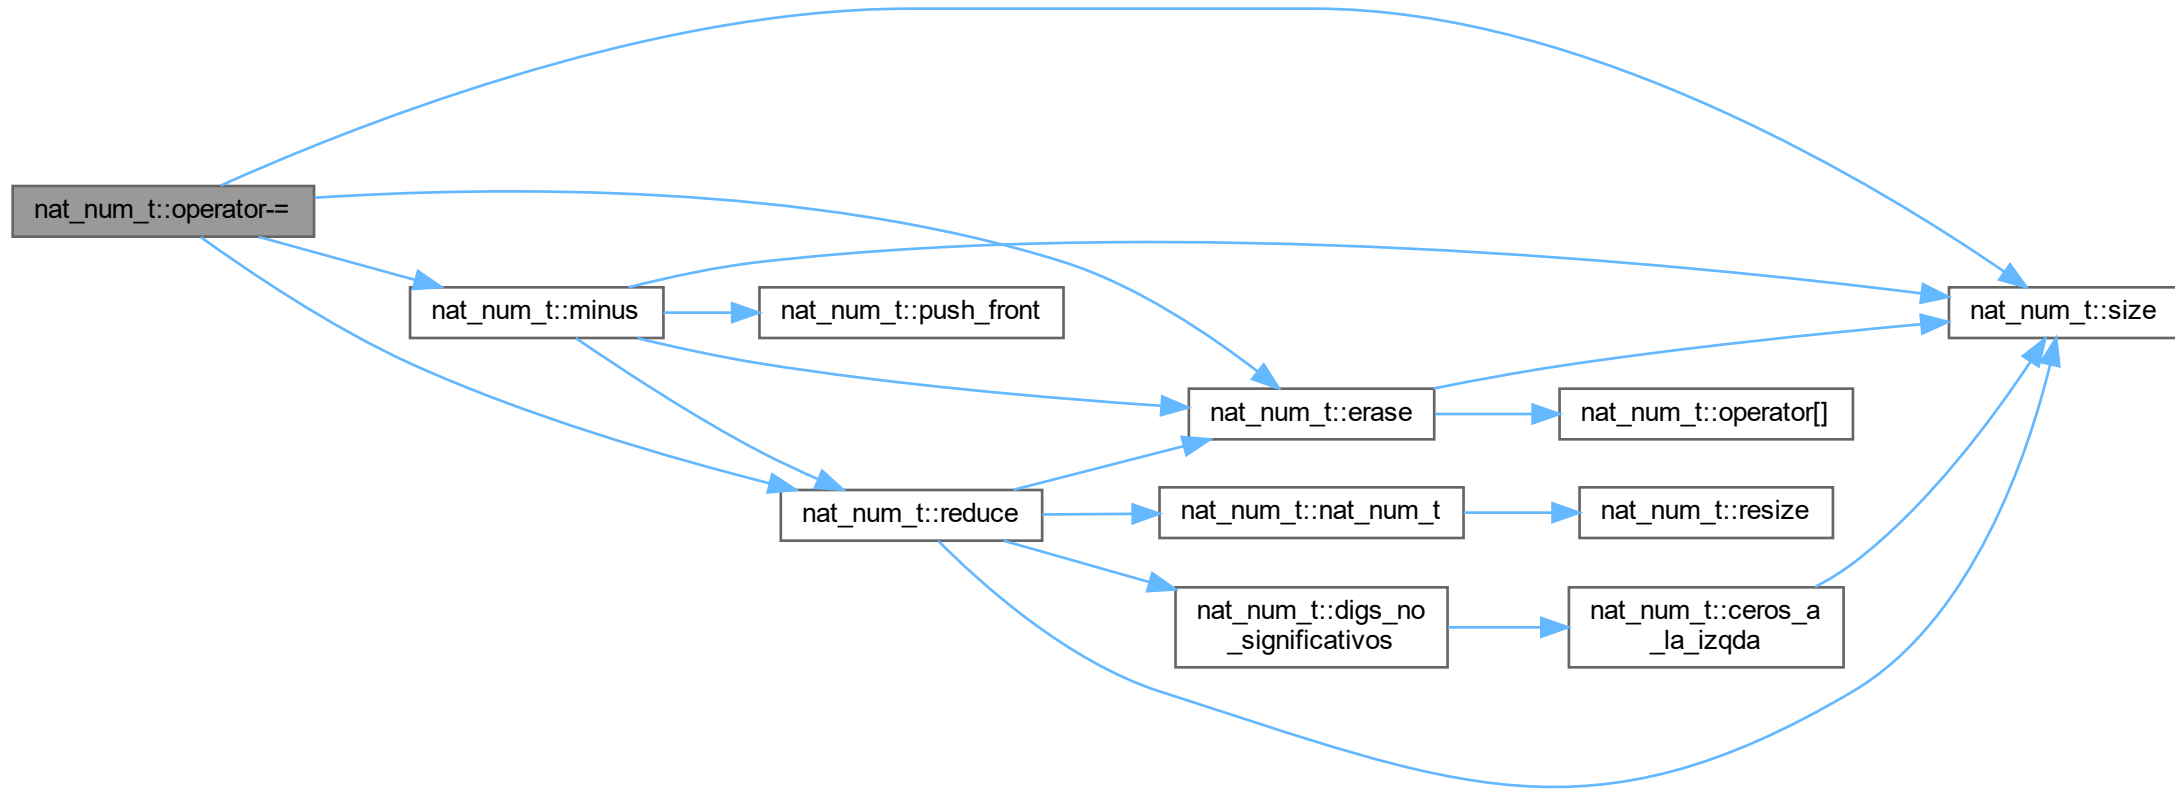 nat_num_t::operator-=
nat_num_t::minus
nat_num_t::push_front
nat_num_t::size
nat_num_t::erase
nat_num_t::operator[]
nat_num_t::reduce
nat_num_t::nat_num_t
nat_num_t::resize
nat_num_t::digs_no
_significativos
nat_num_t::ceros_a
_la_izqda